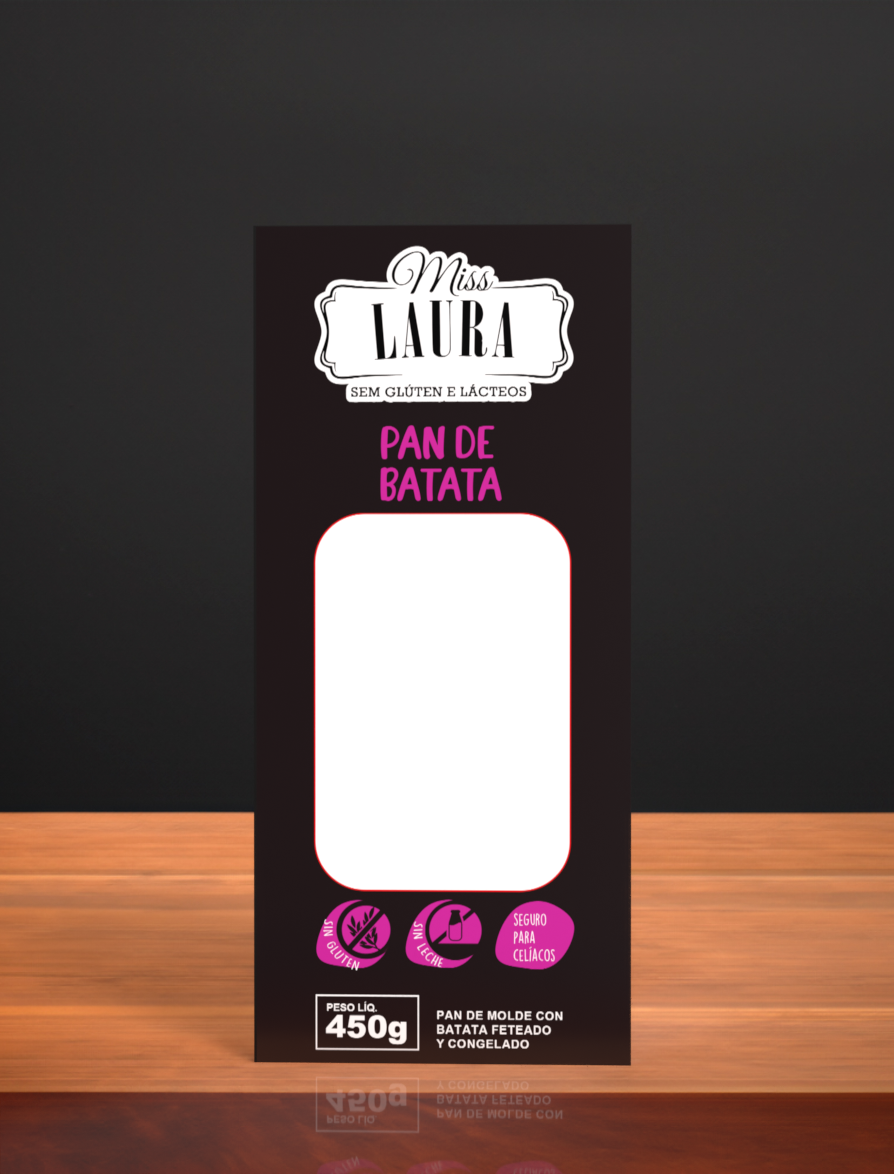 Miss
LAURA
SEM GLÚTEN E LÁCTEOS
PAN DE
BATATA
SIN GLUTEN
SIN LECHE
SEGURO
PARA
CELÍACOS
PESO LÍQ.
450g
PAN DE MOLDE CON
BATATA FETEADO
Y CONGELADO